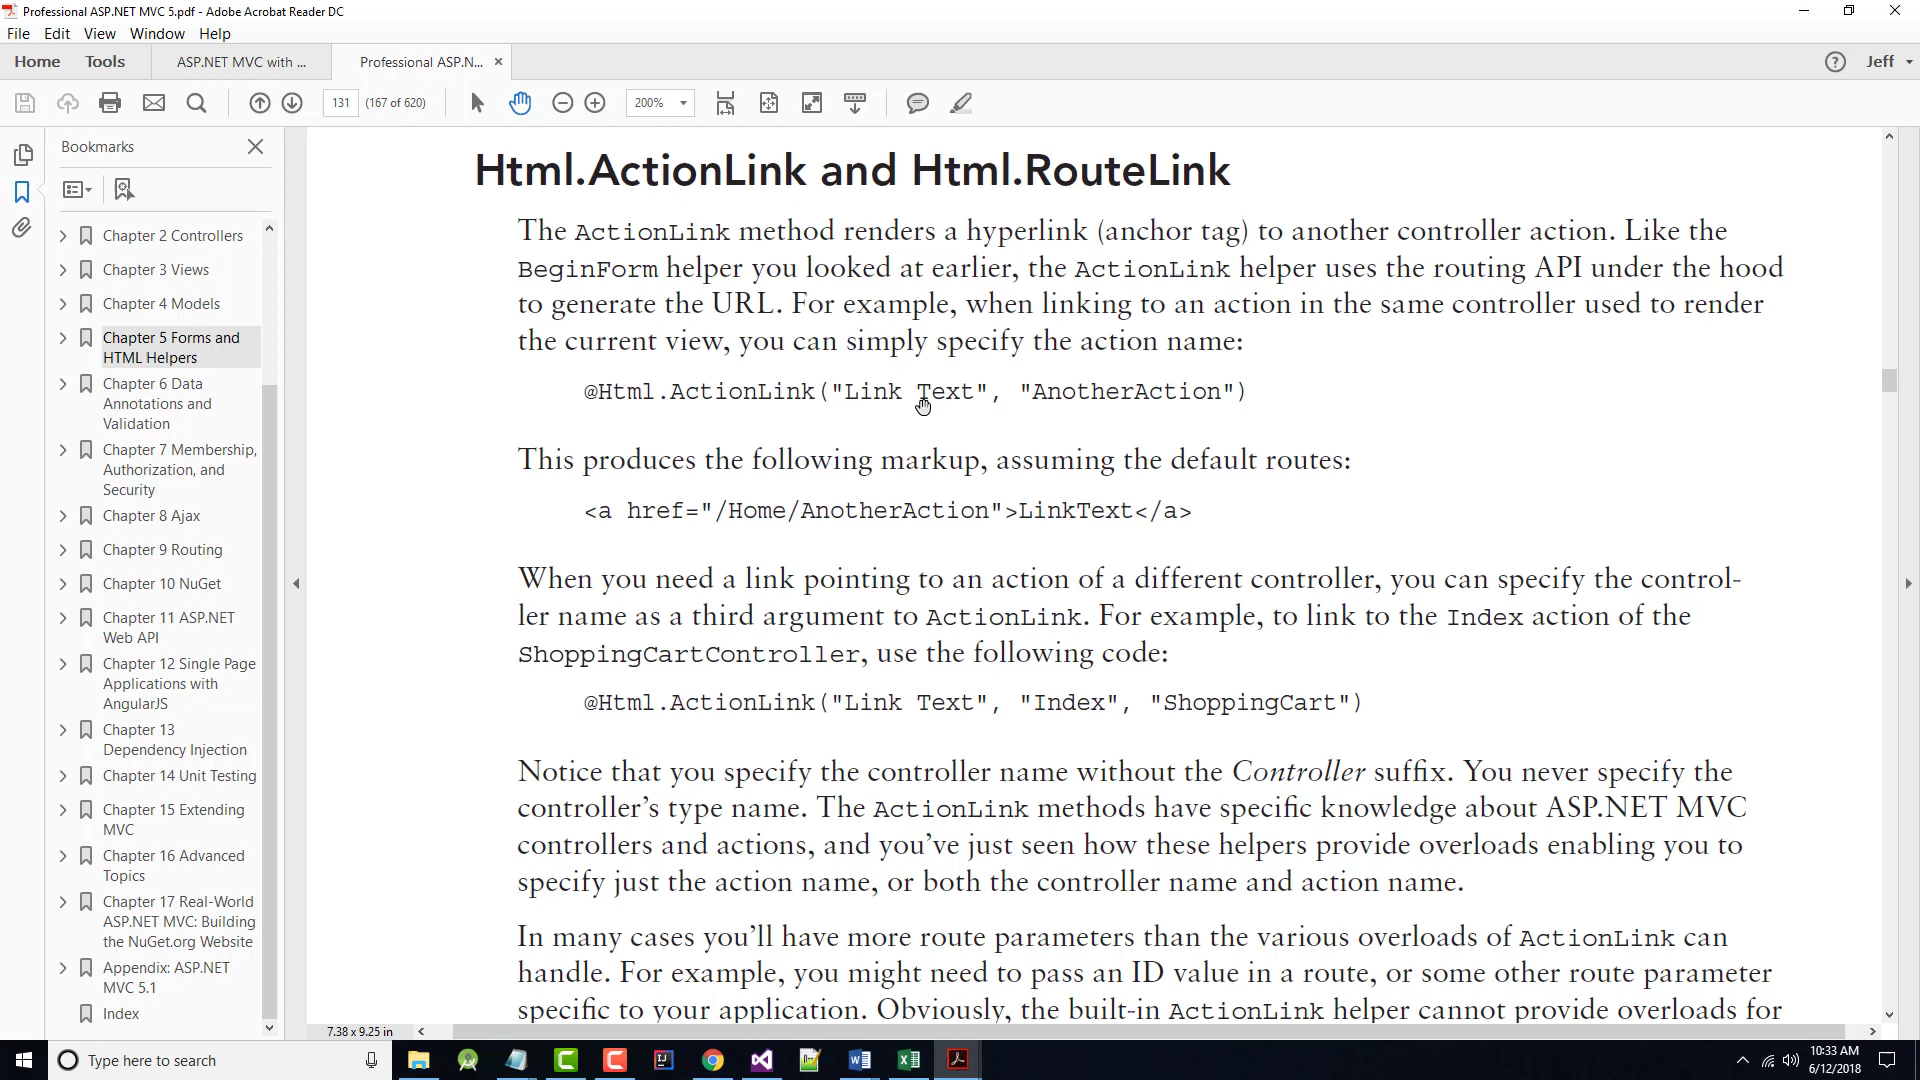 Professional ASP.NET MVC 5.pdf - Adobe Acrobat Reader DC
File Edit View Window Help
Home Tools ASP.NET MVC with ... Professional ASP.N... Jeff
131 (167 of 620) 200%
Bookmarks
Chapter 2 Controllers
Chapter 3 Views
Chapter 4 Models
Chapter 5 Forms and
HTML Helpers
Chapter 6 Data
Annotations and
Validation
Chapter 7 Membership,
Authorization, and
Security
Chapter 8 Ajax
Chapter 9 Routing
Chapter 10 NuGet
Chapter 11 ASP.NET
Web API
Chapter 12 Single Page
Applications with
AngularJS
Chapter 13
Dependency Injection
Chapter 14 Unit Testing
Chapter 15 Extending
MVC
Chapter 16 Advanced
Topics
Chapter 17 Real-World
ASP.NET MVC: Building
the NuGet.org Website
Appendix: ASP.NET
MVC 5.1
Index
Html.ActionLink and Html.RouteLink
The ActionLink method renders a hyperlink (anchor tag) to another controller action. Like the
BeginForm helper you looked at earlier, the ActionLink helper uses the routing API under the hood
to generate the URL. For example, when linking to an action in the same controller used to render
the current view, you can simply specify the action name:
@Html.ActionLink("Link Text", "AnotherAction")
This produces the following markup, assuming the default routes:
<a href="/Home/AnotherAction">LinkText</a>
When you need a link pointing to an action of a different controller, you can specify the control-
ler name as a third argument to ActionLink. For example, to link to the Index action of the
ShoppingCartController, use the following code:
@Html.ActionLink("Link Text", "Index", "ShoppingCart")
Notice that you specify the controller name without the Controller suffix. You never specify the
controller's type name. The ActionLink methods have specific knowledge about ASP.NET MVC
controllers and actions, and you've just seen how these helpers provide overloads enabling you to
specify just the action name, or both the controller name and action name.
In many cases you'll have more route parameters than the various overloads of ActionLink can
handle. For example, you might need to pass an ID value in a route, or some other route parameter
specific to your application. Obviously, the built-in ActionLink helper cannot provide overloads for
7.38 x 9.25 in
Type here to search
10:33 AM
6/12/2018